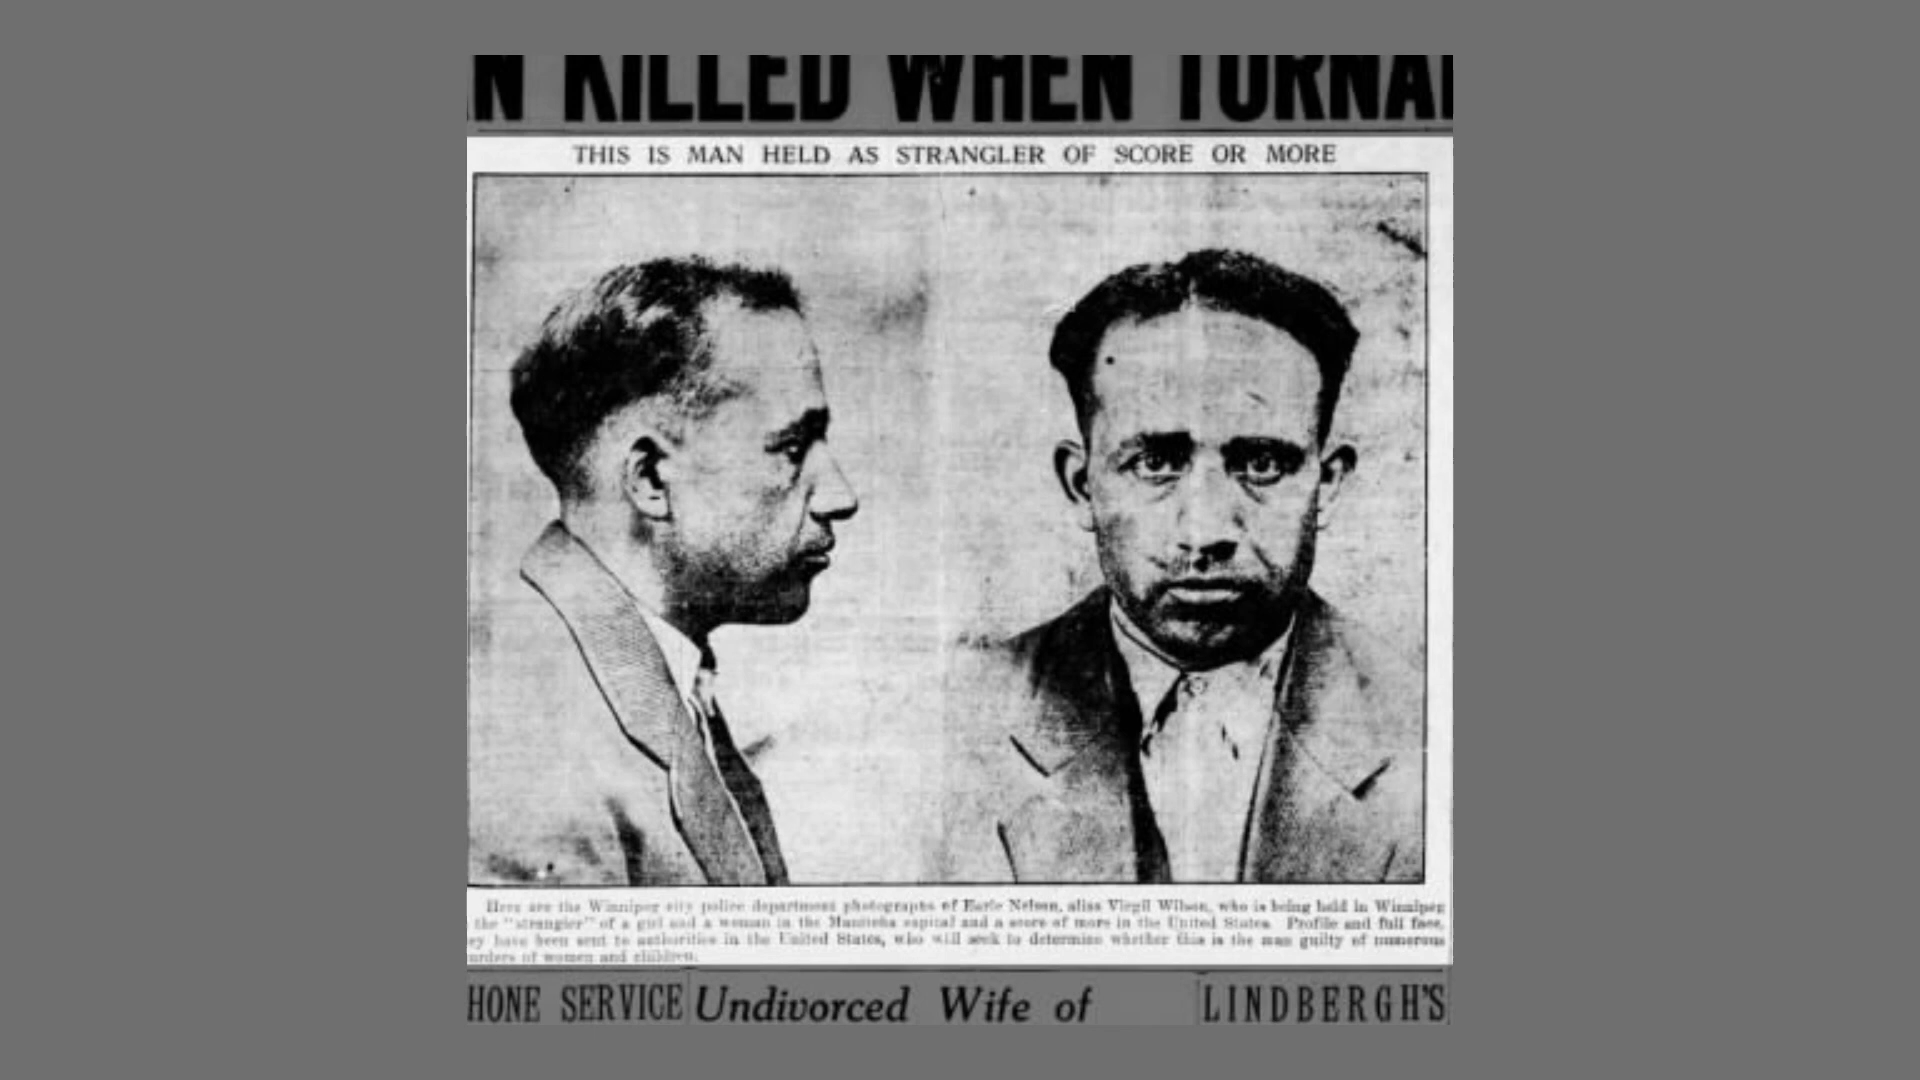 N KILLED WHEN TORNA
THIS IS MAN HELD AS STRANGLER OF SCORE OR MORE
Here are the Winnipeg city police department photographs of Earle Nelson, alias Virgil Wilson, who is being held in Winnipeg
the "strangler" of a girl and a woman in the Manitoba capital and a score of more in the United States. Profile and full face,
ey have been sent to authorities in the United States, who will seek to determine whether this is the man guilty of numerous
urders of women and children.
HONE SERVICE
Undivorced Wife of
LINDBERGH'S